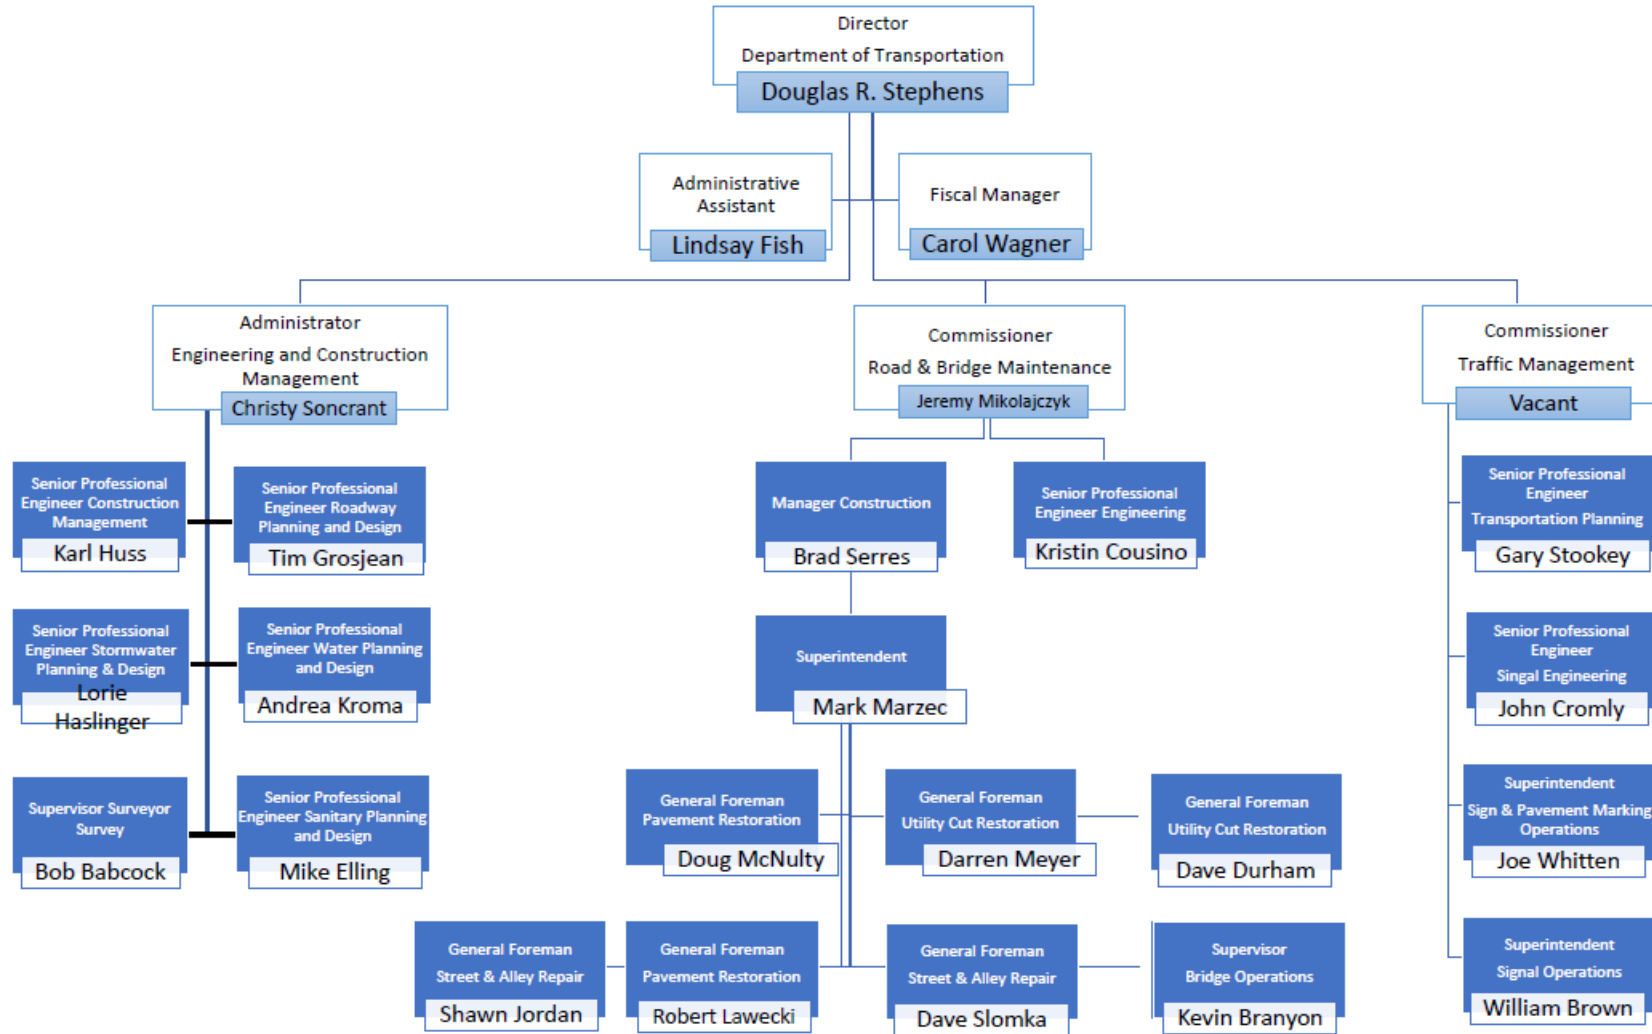 Director
Department of Transportation
Douglas R. Stephens
Administrative
Assistant
Lindsay Fish
Fiscal Manager
Carol Wagner
Administrator
Engineering and Construction
Management
Christy Soncrant
Commissioner
Road & Bridge Maintenance
Jeremy Mikolajczyk
Commissioner
Traffic Management
Vacant
Senior Professional
Engineer Construction
Management
Karl Huss
Senior Professional
Engineer Roadway
Planning and Design
Tim Grosjean
Manager Construction
Brad Serres
Senior Professional
Engineer Engineering
Kristin Cousino
Senior Professional
Engineer
Transportation Planning
Gary Stookey
Senior Professional
Engineer Stormwater
Planning & Design
Lorie
Haslinger
Senior Professional
Engineer Water Planning
and Design
Andrea Kroma
Superintendent
Mark Marzec
Senior Professional
Engineer
Singal Engineering
John Cromly
Supervisor Surveyor
Survey
Bob Babcock
Senior Professional
Engineer Sanitary Planning
and Design
Mike Elling
General Foreman
Pavement Restoration
Doug McNulty
General Foreman
Utility Cut Restoration
Darren Meyer
General Foreman
Utility Cut Restoration
Dave Durham
Superintendent
Sign & Pavement Marking
Operations
Joe Whitten
General Foreman
Street & Alley Repair
Shawn Jordan
General Foreman
Pavement Restoration
Robert Lawecki
General Foreman
Street & Alley Repair
Dave Slomka
Supervisor
Bridge Operations
Kevin Branyon
Superintendent
Signal Operations
William Brown